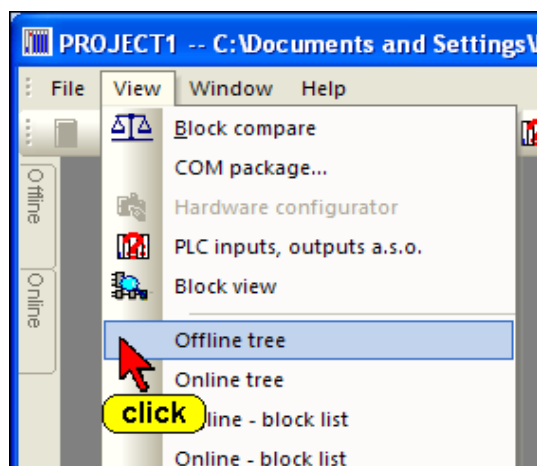 PROJECT1 -- C:\Documents and Settings\
File View Window Help
Block compare
COM package...
Hardware configurator
PLC inputs, outputs a.s.o.
Block view
Offline tree
Online tree
click
line - block list
Online - block list
Offline
Online